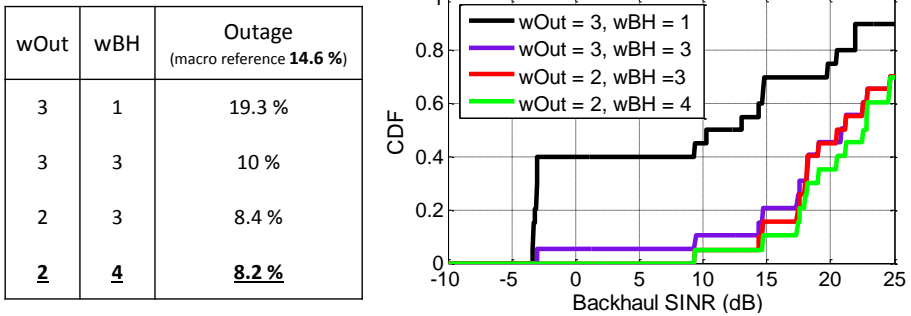 wOut wBH Outage
(macro reference 14.6 %)
3 1 19.3 %
3 3 10 %
2 3 8.4 %
2 4 8.2 %
wOut = 3, wBH = 1
wOut = 3, wBH = 3
wOut = 2, wBH =3
wOut = 2, wBH = 4
CDF
0.8
0.6
0.4
0.2
0
-10 -5 0 5 10 15 20 25
Backhaul SINR (dB)